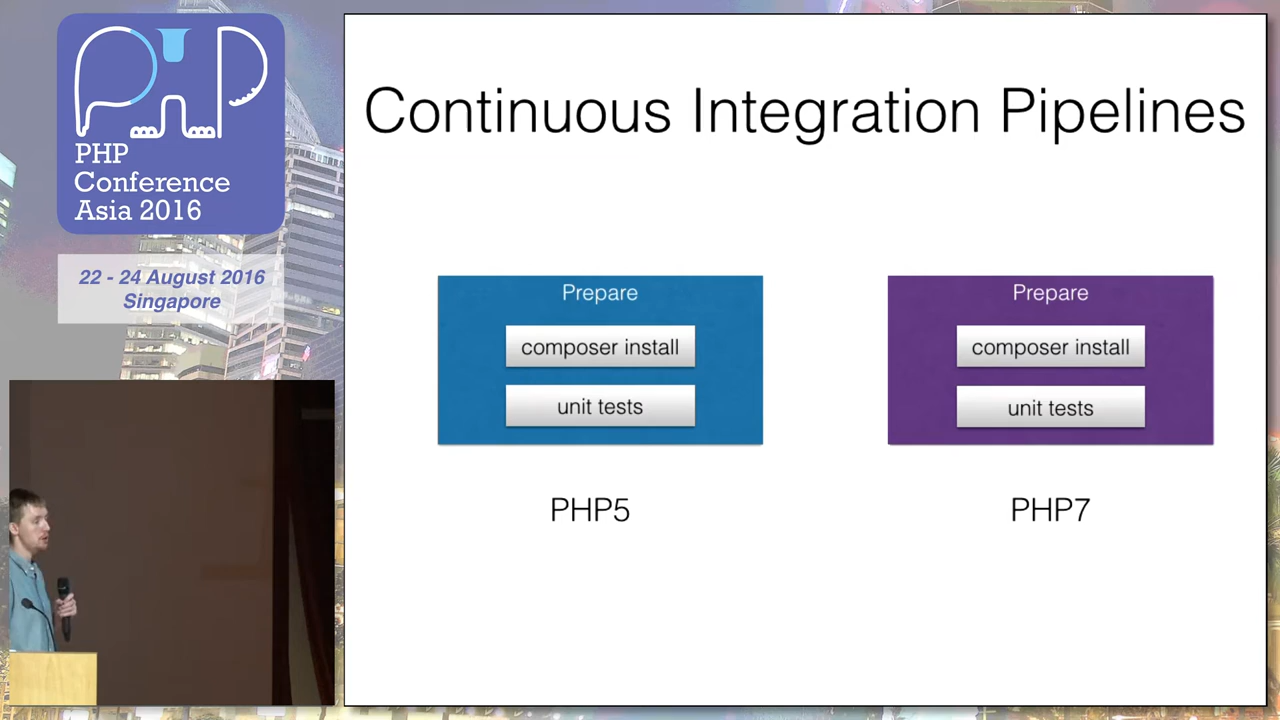 PHP
PHP
Conference
Asia 2016
22 - 24 August 2016
Singapore
Continuous Integration Pipelines
Prepare
composer install
unit tests
PHP5
Prepare
composer install
unit tests
PHP7